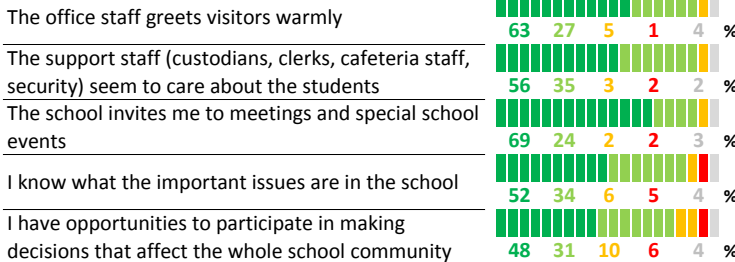 The office staff greets visitors warmly
63 27 5 1 4 %
The support staff (custodians, clerks, cafeteria staff,
security) seem to care about the students
56 35 3 2 2 %
The school invites me to meetings and special school
events
69 24 2 2 3 %
I know what the important issues are in the school
52 34 6 5 4 %
I have opportunities to participate in making
decisions that affect the whole school community
48 31 10 6 4 %